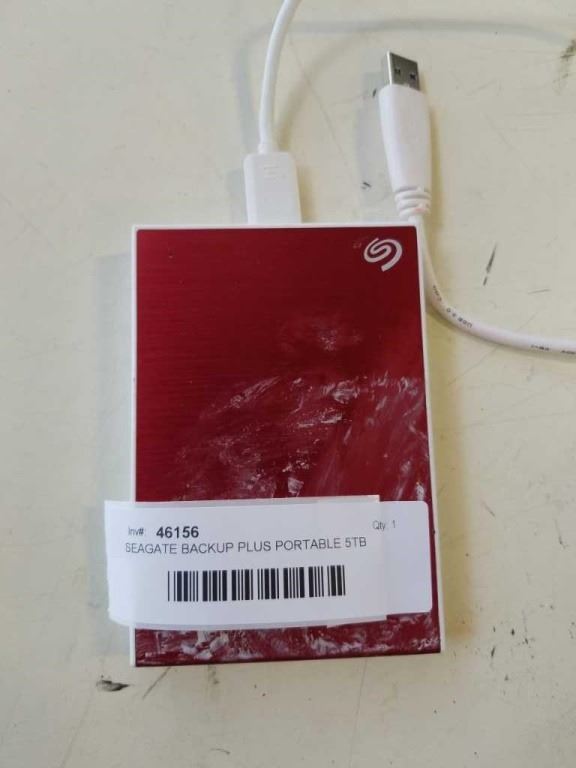 Inv#: 46156
Qty: 1
SEAGATE BACKUP PLUS PORTABLE 5TB